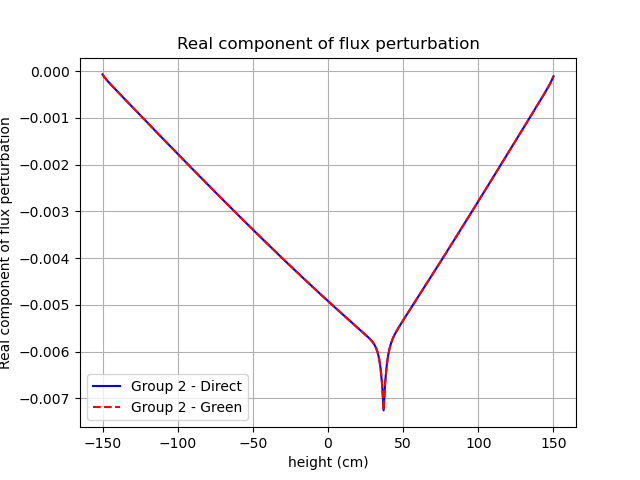 Real component of flux perturbation
Real component of flux perturbation
0.000
−0.001
−0.002
−0.003
−0.004
−0.005
−0.006
−0.007
Group 2 - Direct
Group 2 - Green
−150 −100 −50 0 50 100 150
height (cm)